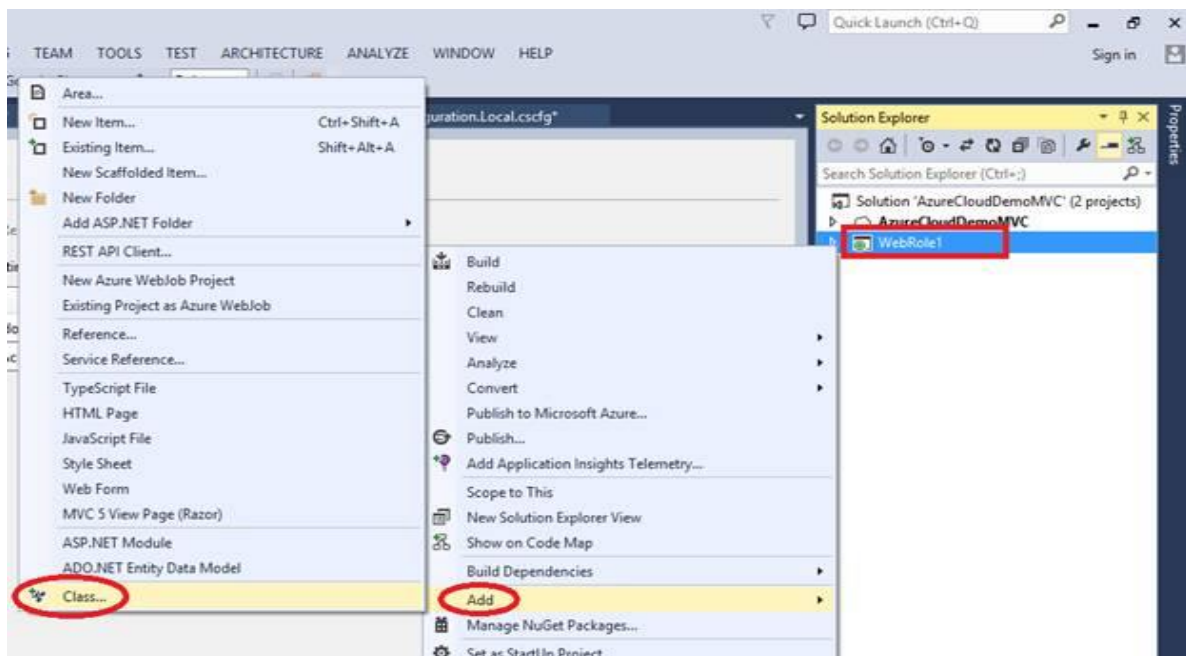 Quick Launch (Ctrl+Q)
TEAM TOOLS TEST ARCHITECTURE ANALYZE WINDOW HELP
Sign in
Area...
New Item... Ctrl+Shift+A
Existing Item... Shift+Alt+A
New Scaffolded Item...
New Folder
Add ASP.NET Folder
REST API Client...
New Azure WebJob Project
Existing Project as Azure WebJob
Reference...
Service Reference...
TypeScript File
HTML Page
JavaScript File
Style Sheet
Web Form
MVC 5 View Page (Razor)
ASP.NET Module
ADO.NET Entity Data Model
Class...
uration.Local.cscfg*
Build
Rebuild
Clean
View
Analyze
Convert
Publish to Microsoft Azure...
Publish...
Add Application Insights Telemetry...
Scope to This
New Solution Explorer View
Show on Code Map
Build Dependencies
Add
Manage NuGet Packages...
Set as StartUp Project
Solution Explorer
Search Solution Explorer (Ctrl+;)
Solution 'AzureCloudDemoMVC' (2 projects)
AzureCloudDemoMVC
WebRole1
Properties